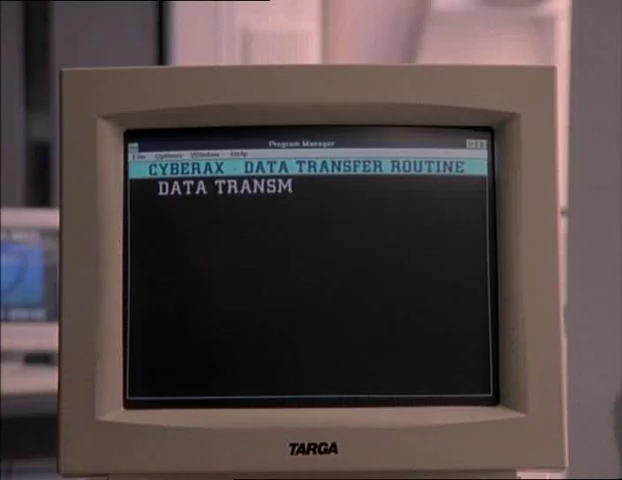 Program Manager
File Options Window Help
CYBERAX - DATA TRANSFER ROUTINE
DATA TRANSM
TARGA